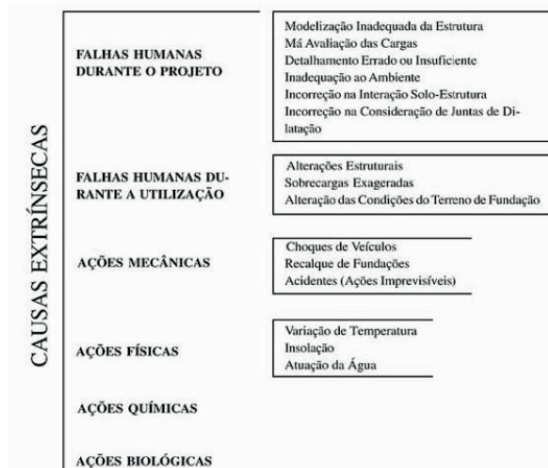 CAUSAS EXTRÍNSECAS
FALHAS HUMANAS
DURANTE O PROJETO
Modelização Inadequada da Estrutura
Má Avaliação das Cargas
Detalhamento Errado ou Insuficiente
Inadequação ao Ambiente
Incorreção na Interação Solo-Estrutura
Incorreção na Consideração de Juntas de Di-
latação
FALHAS HUMANAS DU-
RANTE A UTILIZAÇÃO
Alterações Estruturais
Sobrecargas Exageradas
Alteração das Condições do Terreno de Fundação
AÇÕES MECÂNICAS
Choques de Veículos
Recalque de Fundações
Acidentes (Ações Imprevisíveis)
AÇÕES FÍSICAS
Variação de Temperatura
Insolação
Atuação da Água
AÇÕES QUÍMICAS
AÇÕES BIOLÓGICAS